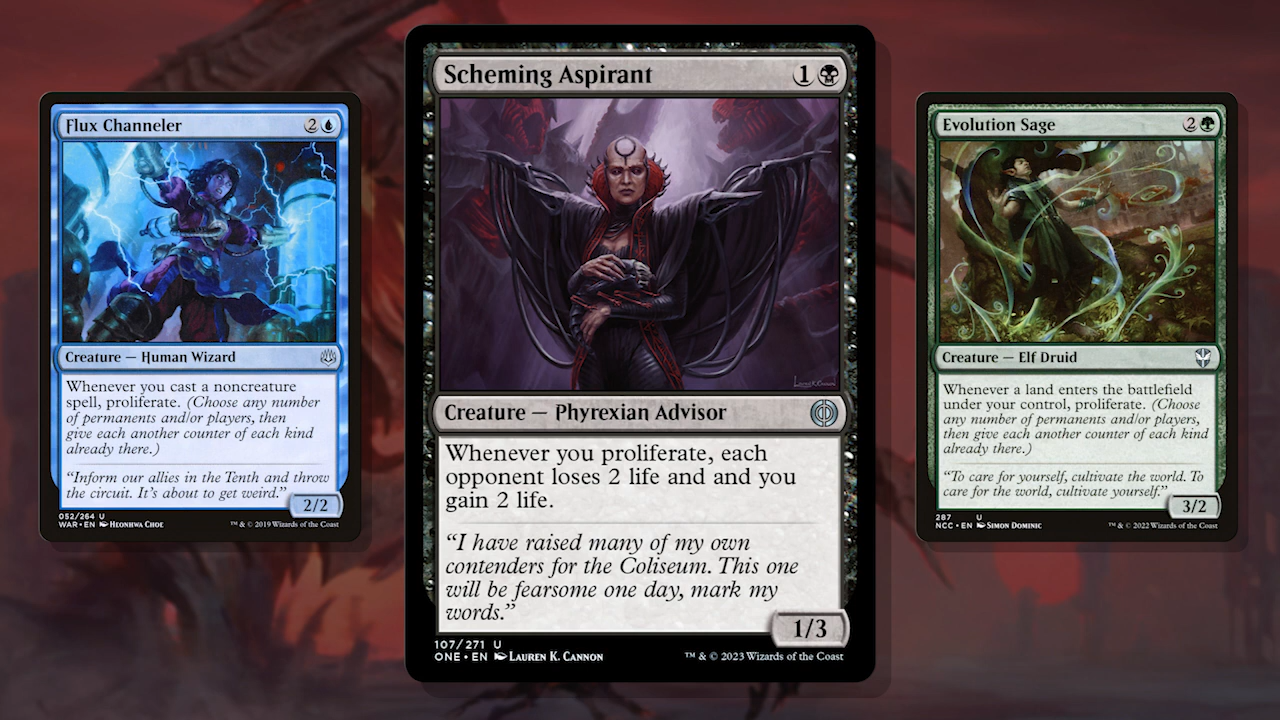 Flux Channeler 2
Creature — Human Wizard
Whenever you cast a noncreature
spell, proliferate. (Choose any number
of permanents and/or players, then
give each another counter of each kind
already there.)
“Inform our allies in the Tenth and throw
the circuit. It’s about to get weird.”
2/2
052/264 U
WAR • EN Heonhwa Choe
™ & © 2019 Wizards of the Coast
Scheming Aspirant 1
Creature — Phyrexian Advisor
Whenever you proliferate, each
opponent loses 2 life and and you
gain 2 life.
“I have raised many of my own
contenders for the Coliseum. This one
will be fearsome one day, mark my
words.”
1/3
107/271 U
ONE • EN Lauren K. Cannon
™ & © 2023 Wizards of the Coast
Evolution Sage 2
Creature — Elf Druid
Whenever a land enters the battlefield
under your control, proliferate. (Choose
any number of permanents and/or players,
then give each another counter of each kind
already there.)
“To care for yourself, cultivate the world. To
care for the world, cultivate yourself.”
3/2
287 U
NCC • EN Simon Dominic
™ & © 2022 Wizards of the Coast